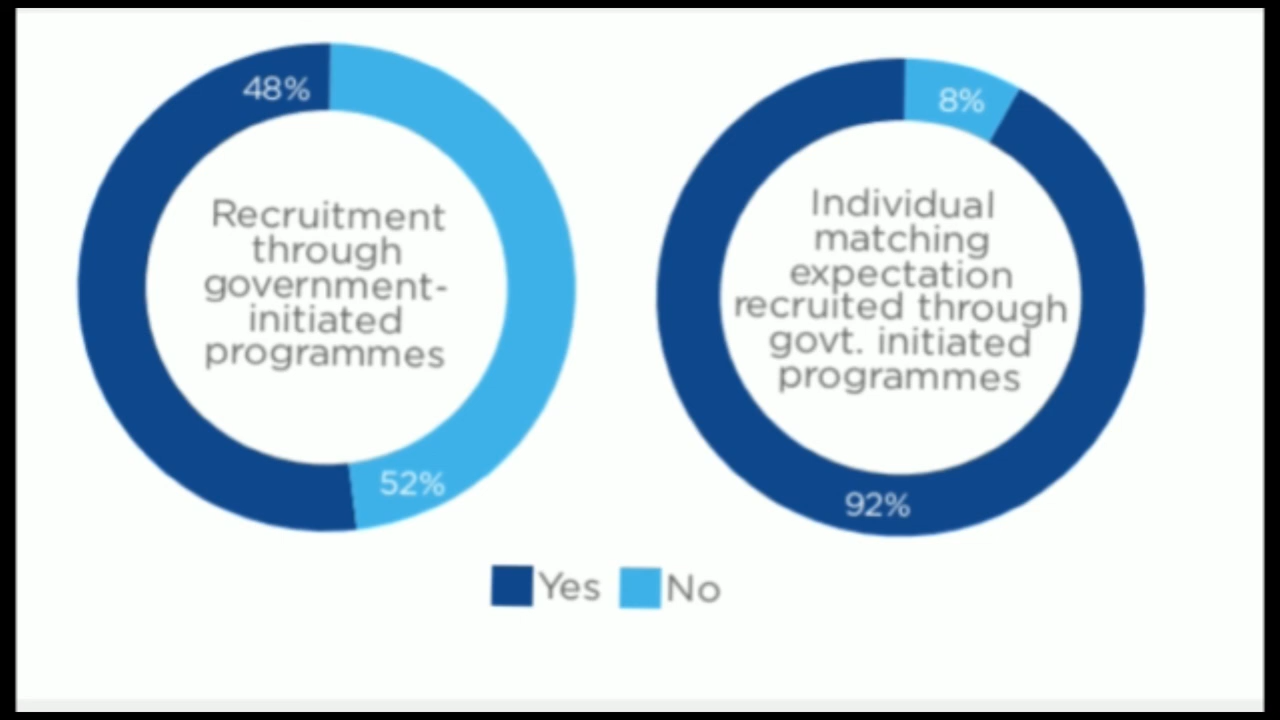 48%
Recruitment
through
government-
initiated
programmes
52%
8%
Individual
matching
expectation
recruited through
govt. initiated
programmes
92%
Yes
No